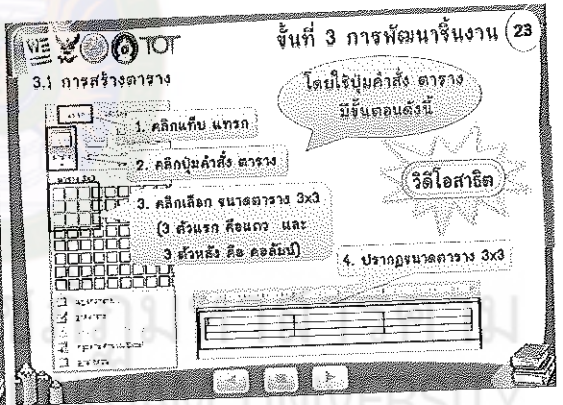 TOT
ขั้นที่ 3 การพัฒนาชิ้นงาน 23
3.1 การสร้างตาราง
โดยใช้ปุ่มคำสั่ง ตาราง
มีขั้นตอนดังนี้
1. คลิกแท็บ แทรก
2. คลิกปุ่มคำสั่ง ตาราง
วิดีโอสาธิต
3. คลิกเลือก ขนาดตาราง 3x3
(3 ตัวแรก คือแถว และ
3 ตัวหลัง คือ คอลัมน์)
4. ปรากฏขนาดตาราง 3x3